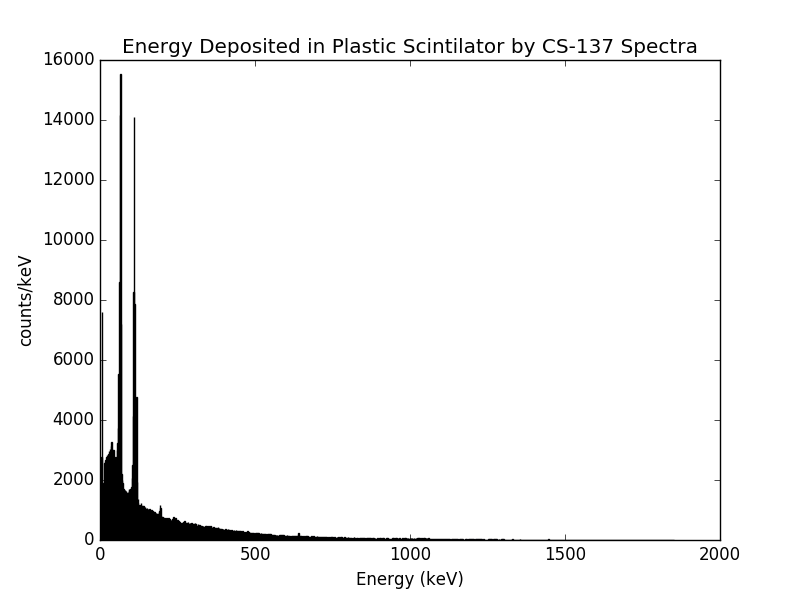 Energy Deposited in Plastic Scintilator by CS-137 Spectra
16000
14000
12000
10000
8000
6000
4000
2000
0
counts/keV
0 500 1000 1500 2000
Energy (keV)